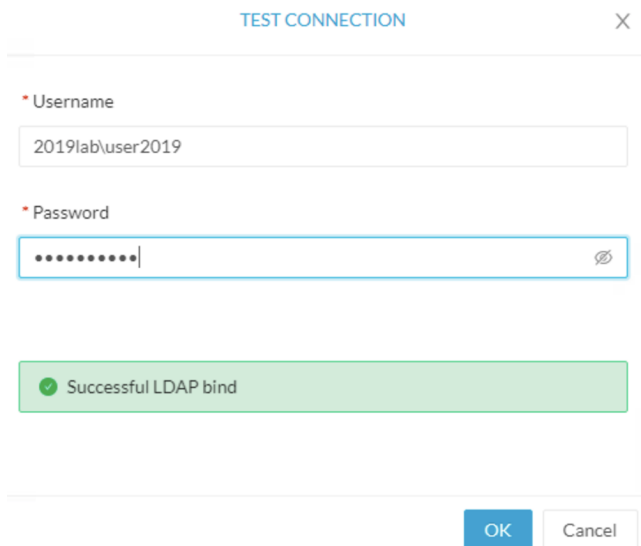 TEST CONNECTION
* Username
2019lab\user2019
* Password
••••••••••
Successful LDAP bind
OK Cancel